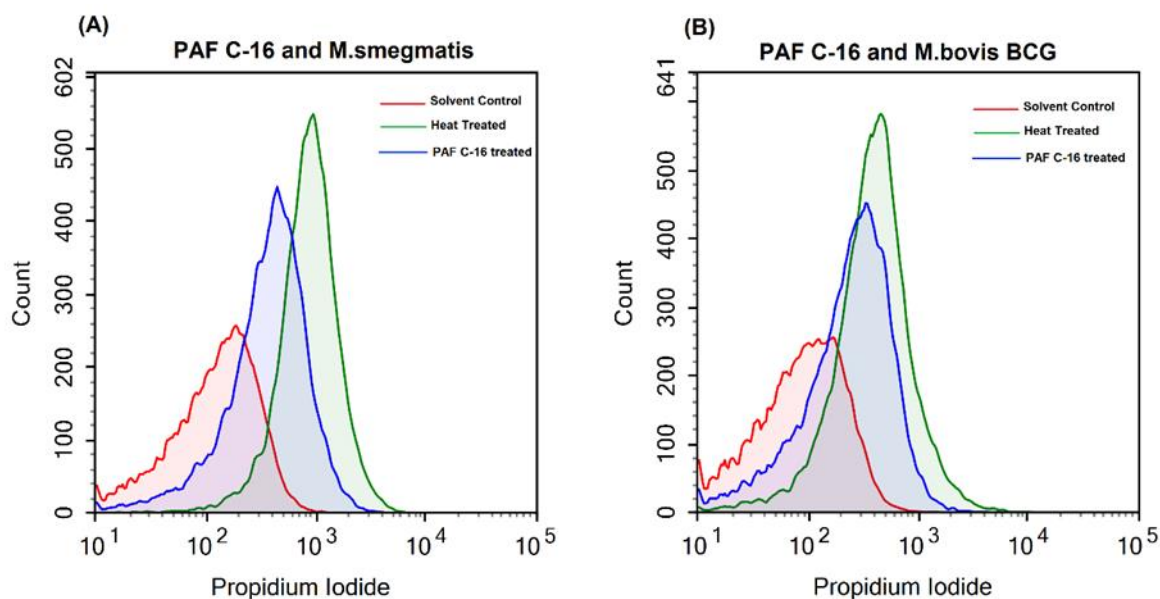 (A)
PAF C-16 and M.smegmatis
602
500
400
300
200
100
0
Count
Solvent Control
Heat Treated
PAF C-16 treated
10^1 10^2 10^3 10^4 10^5
Propidium Iodide
(B)
PAF C-16 and M.bovis BCG
641
500
400
300
200
100
0
Count
Solvent Control
Heat Treated
PAF C-16 treated
10^1 10^2 10^3 10^4 10^5
Propidium Iodide